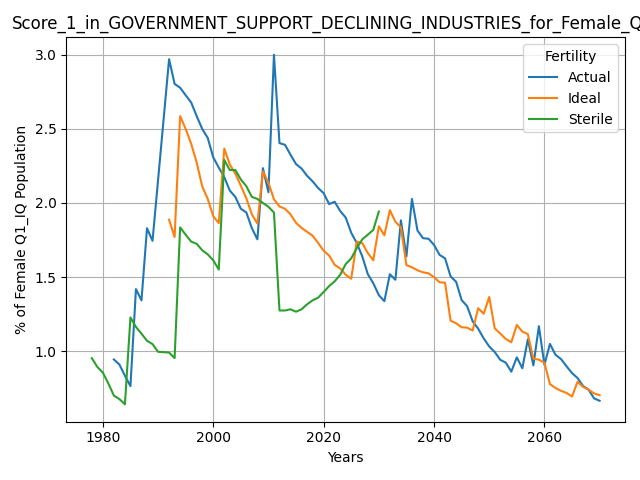 Score_1_in_GOVERNMENT_SUPPORT_DECLINING_INDUSTRIES_for_Female_Q
Fertility
Actual
Ideal
Sterile
% of Female Q1_IQ Population
3.0
2.5
2.0
1.5
1.0
1980 2000 2020 2040 2060
Years